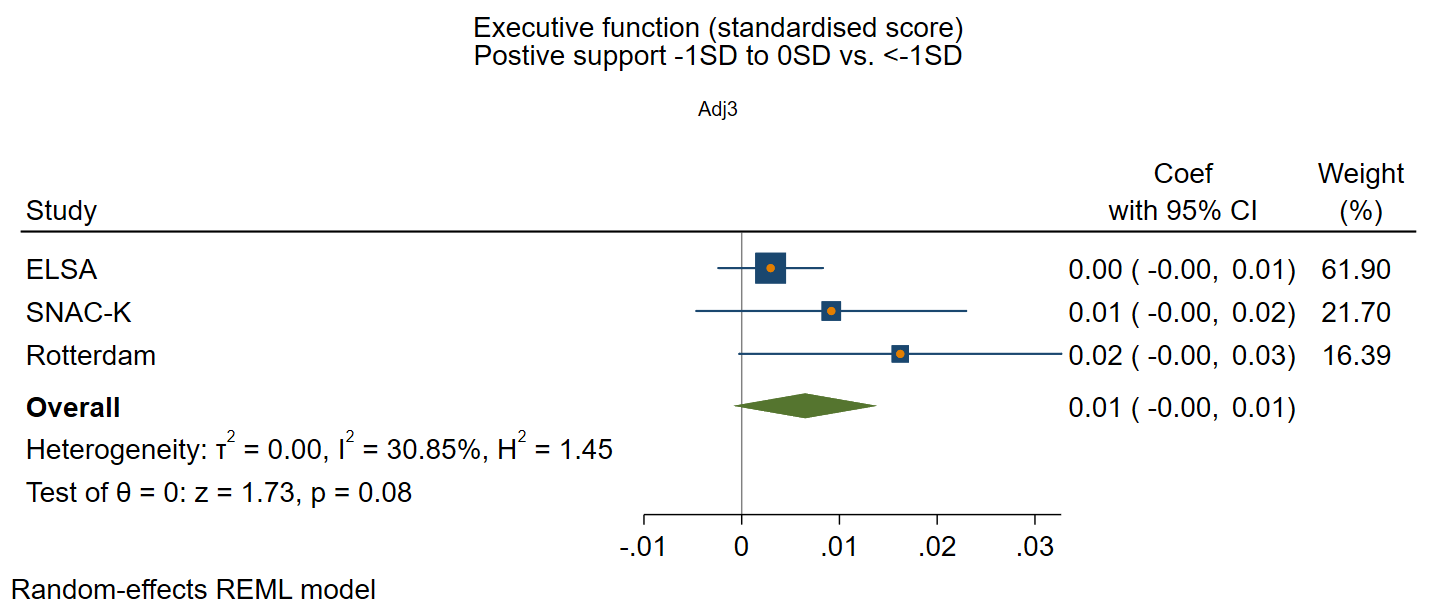 Executive function (standardised score)
Postive support -1SD to 0SD vs. <-1SD
Adj3
Coef Weight
Study with 95% CI (%)
ELSA 0.00 ( -0.00, 0.01) 61.90
SNAC-K 0.01 ( -0.00, 0.02) 21.70
Rotterdam 0.02 ( -0.00, 0.03) 16.39
Overall 0.01 ( -0.00, 0.01)
Heterogeneity: τ² = 0.00, I² = 30.85%, H² = 1.45
Test of θ = 0: z = 1.73, p = 0.08
-.01 0 .01 .02 .03
Random-effects REML model